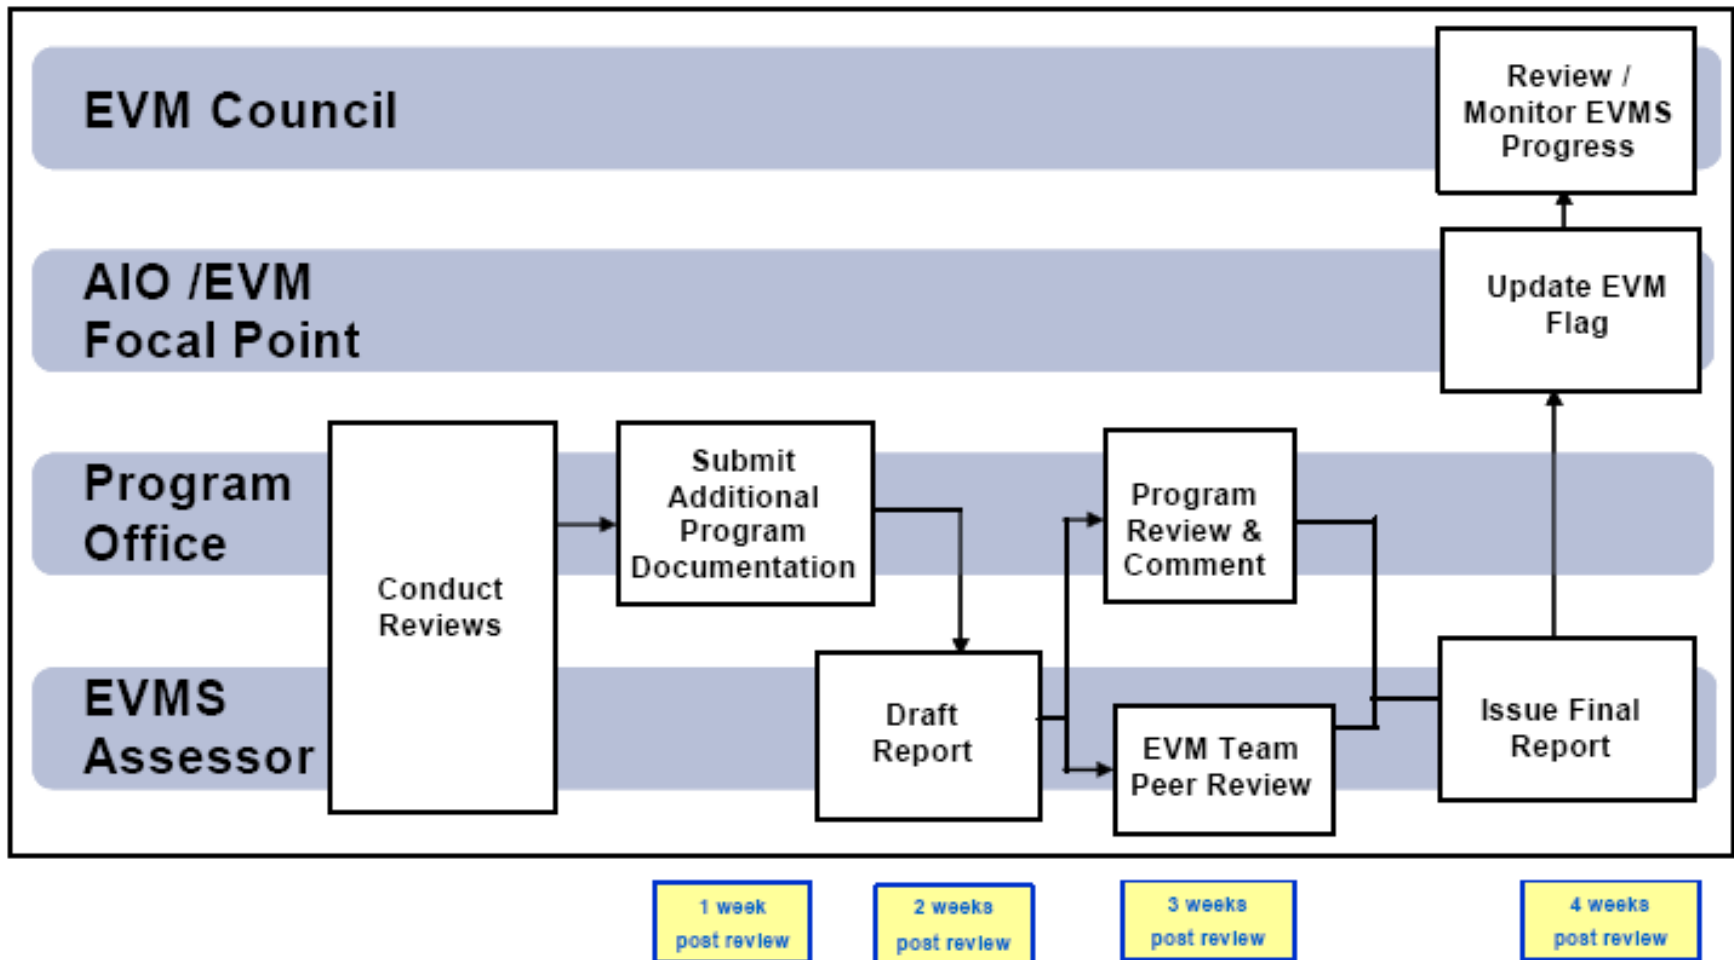 EVM Council
Review /
Monitor EVMS
Progress
AIO /EVM
Focal Point
Update EVM
Flag
Program
Office
Conduct
Reviews
Submit
Additional
Program
Documentation
Program
Review &
Comment
EVMS
Assessor
Draft
Report
EVM Team
Peer Review
Issue Final
Report
1 week
post review
2 weeks
post review
3 weeks
post review
4 weeks
post review